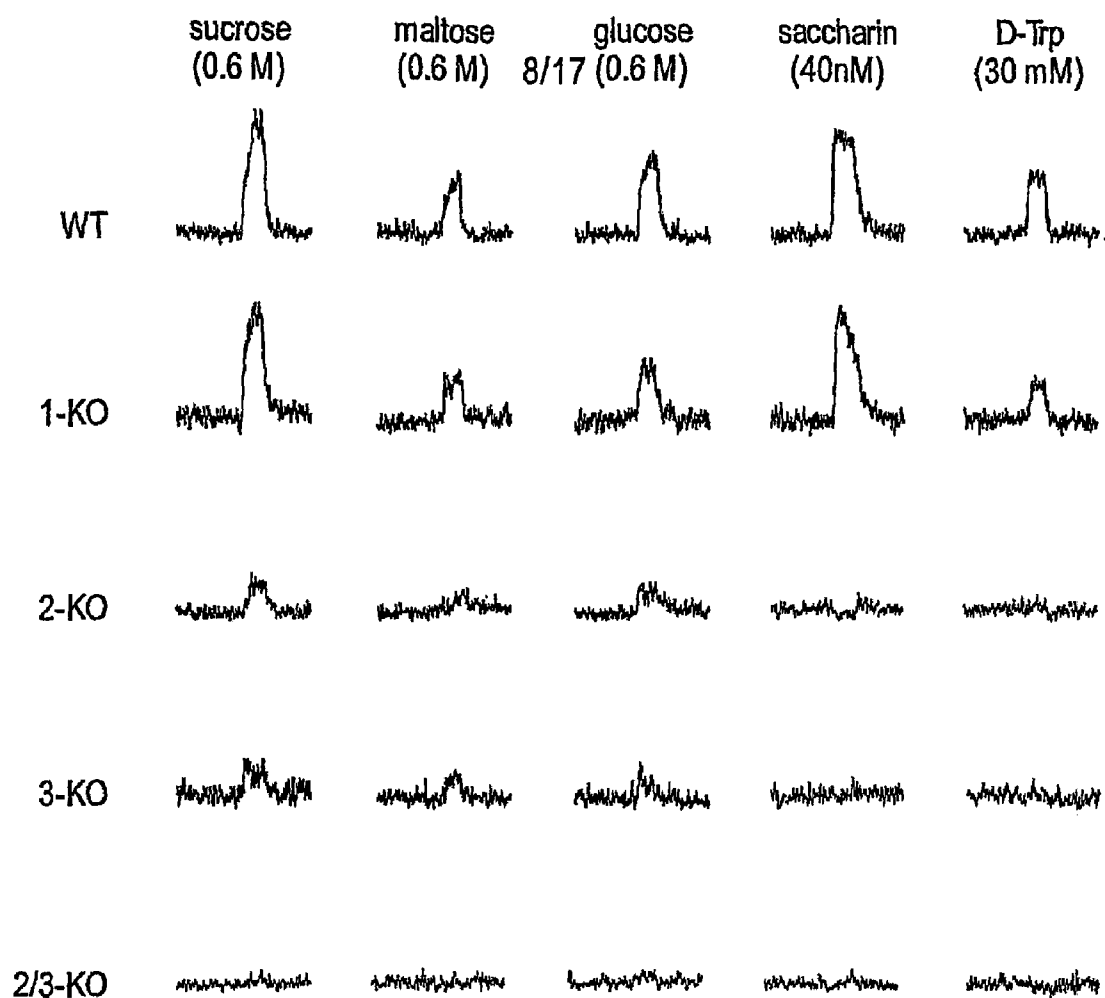 sucrose maltose glucose saccharin D-Trp
(0.6 M) (0.6 M) 8/17 (0.6 M) (40nM) (30 mM)
WT
1-KO
2-KO
3-KO
2/3-KO